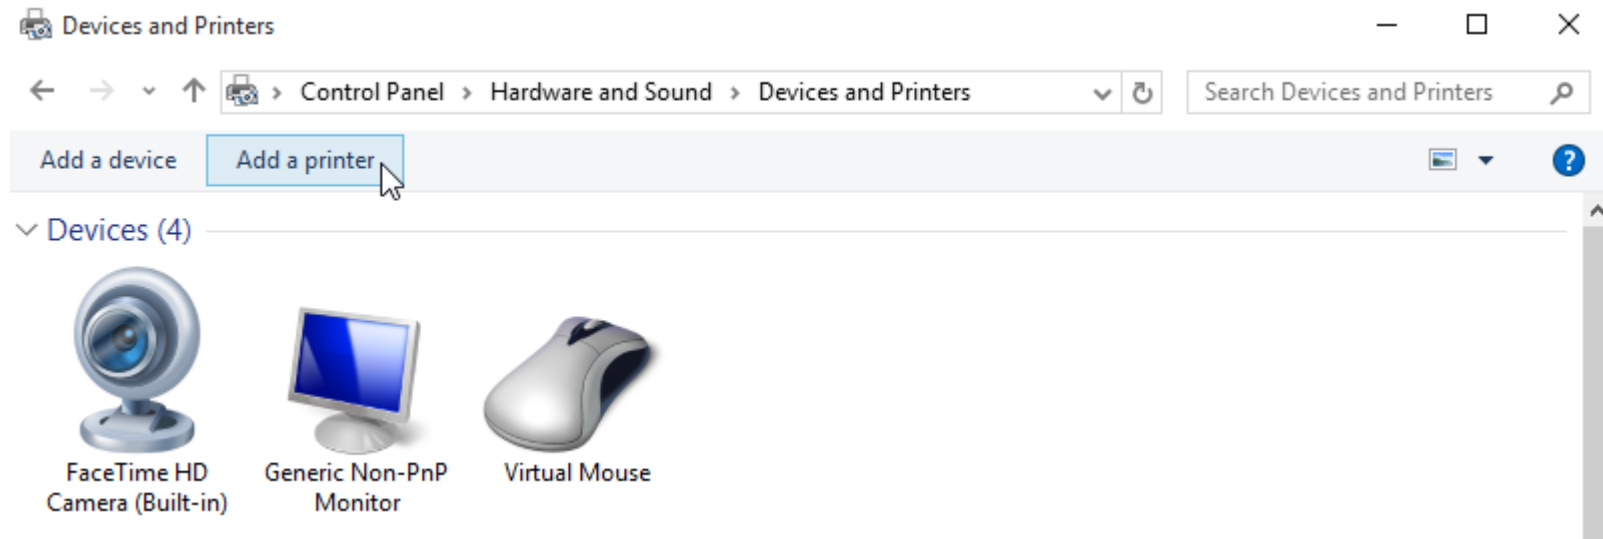 Devices and Printers
Control Panel > Hardware and Sound > Devices and Printers
Search Devices and Printers
Add a device
Add a printer
?
Devices (4)
FaceTime HD
Camera (Built-in)
Generic Non-PnP
Monitor
Virtual Mouse